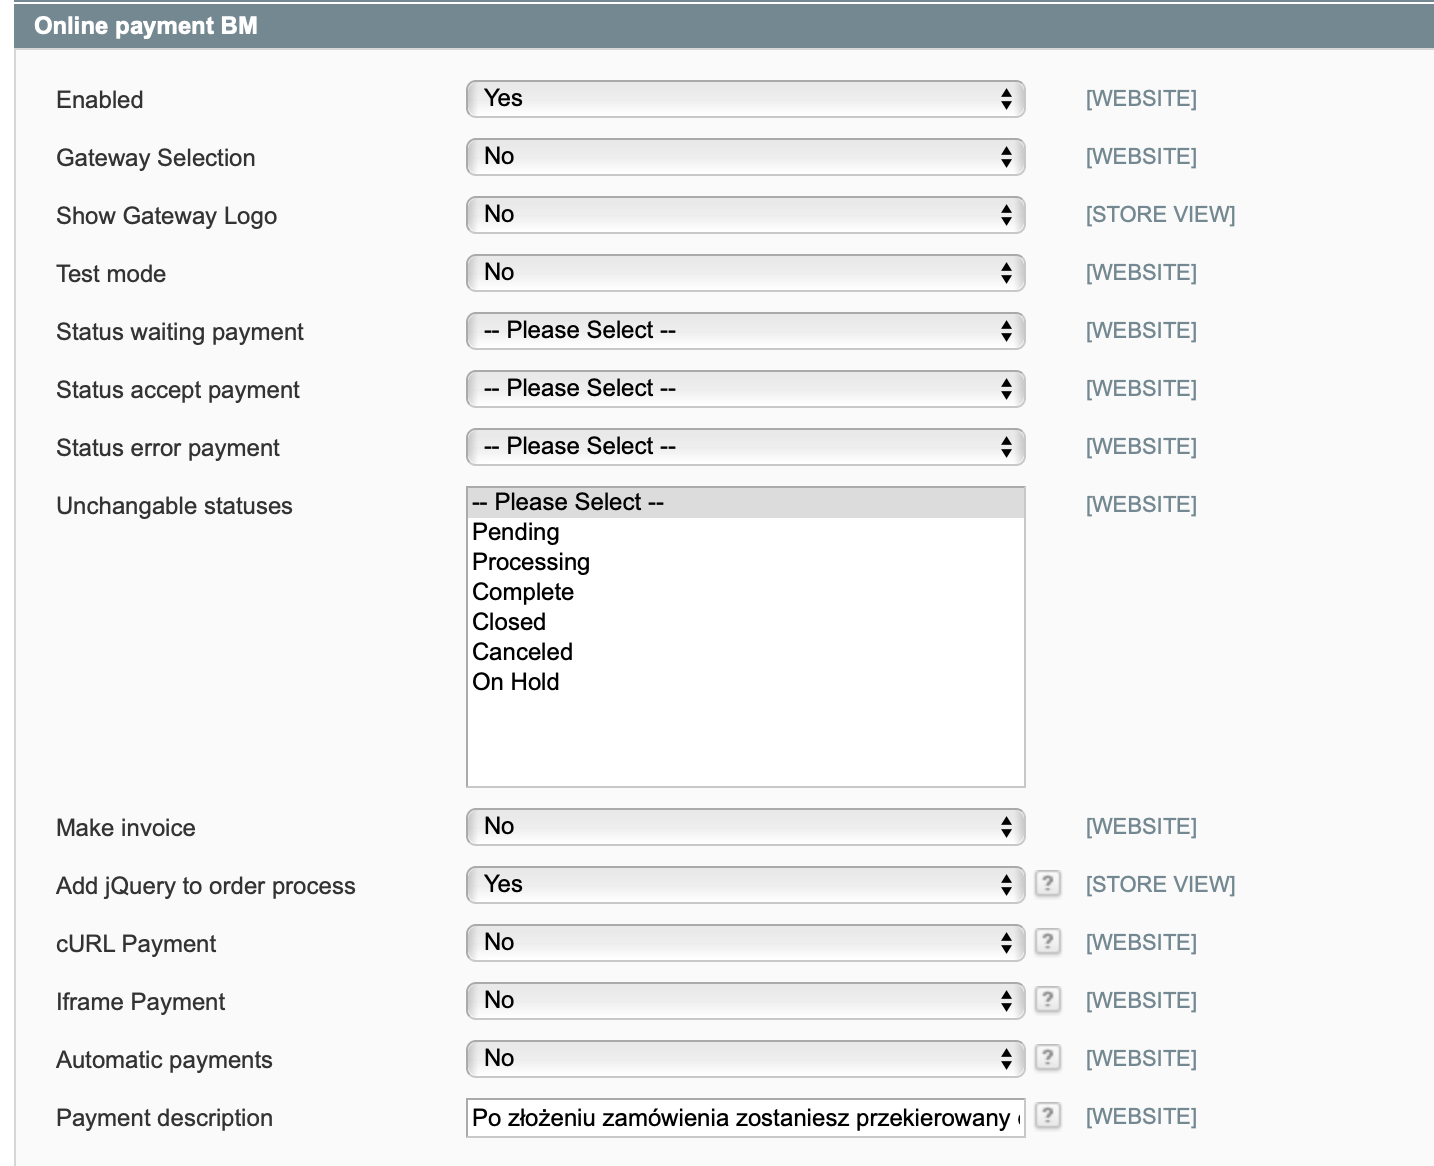 Online payment BM
Enabled Yes [WEBSITE]
Gateway Selection No [WEBSITE]
Show Gateway Logo No [STORE VIEW]
Test mode No [WEBSITE]
Status waiting payment -- Please Select -- [WEBSITE]
Status accept payment -- Please Select -- [WEBSITE]
Status error payment -- Please Select -- [WEBSITE]
Unchangable statuses -- Please Select -- [WEBSITE]
Pending
Processing
Complete
Closed
Canceled
On Hold
Make invoice No [WEBSITE]
Add jQuery to order process Yes ? [STORE VIEW]
cURL Payment No ? [WEBSITE]
Iframe Payment No ? [WEBSITE]
Automatic payments No ? [WEBSITE]
Payment description Po złożeniu zamówienia zostaniesz przekierowany ? [WEBSITE]